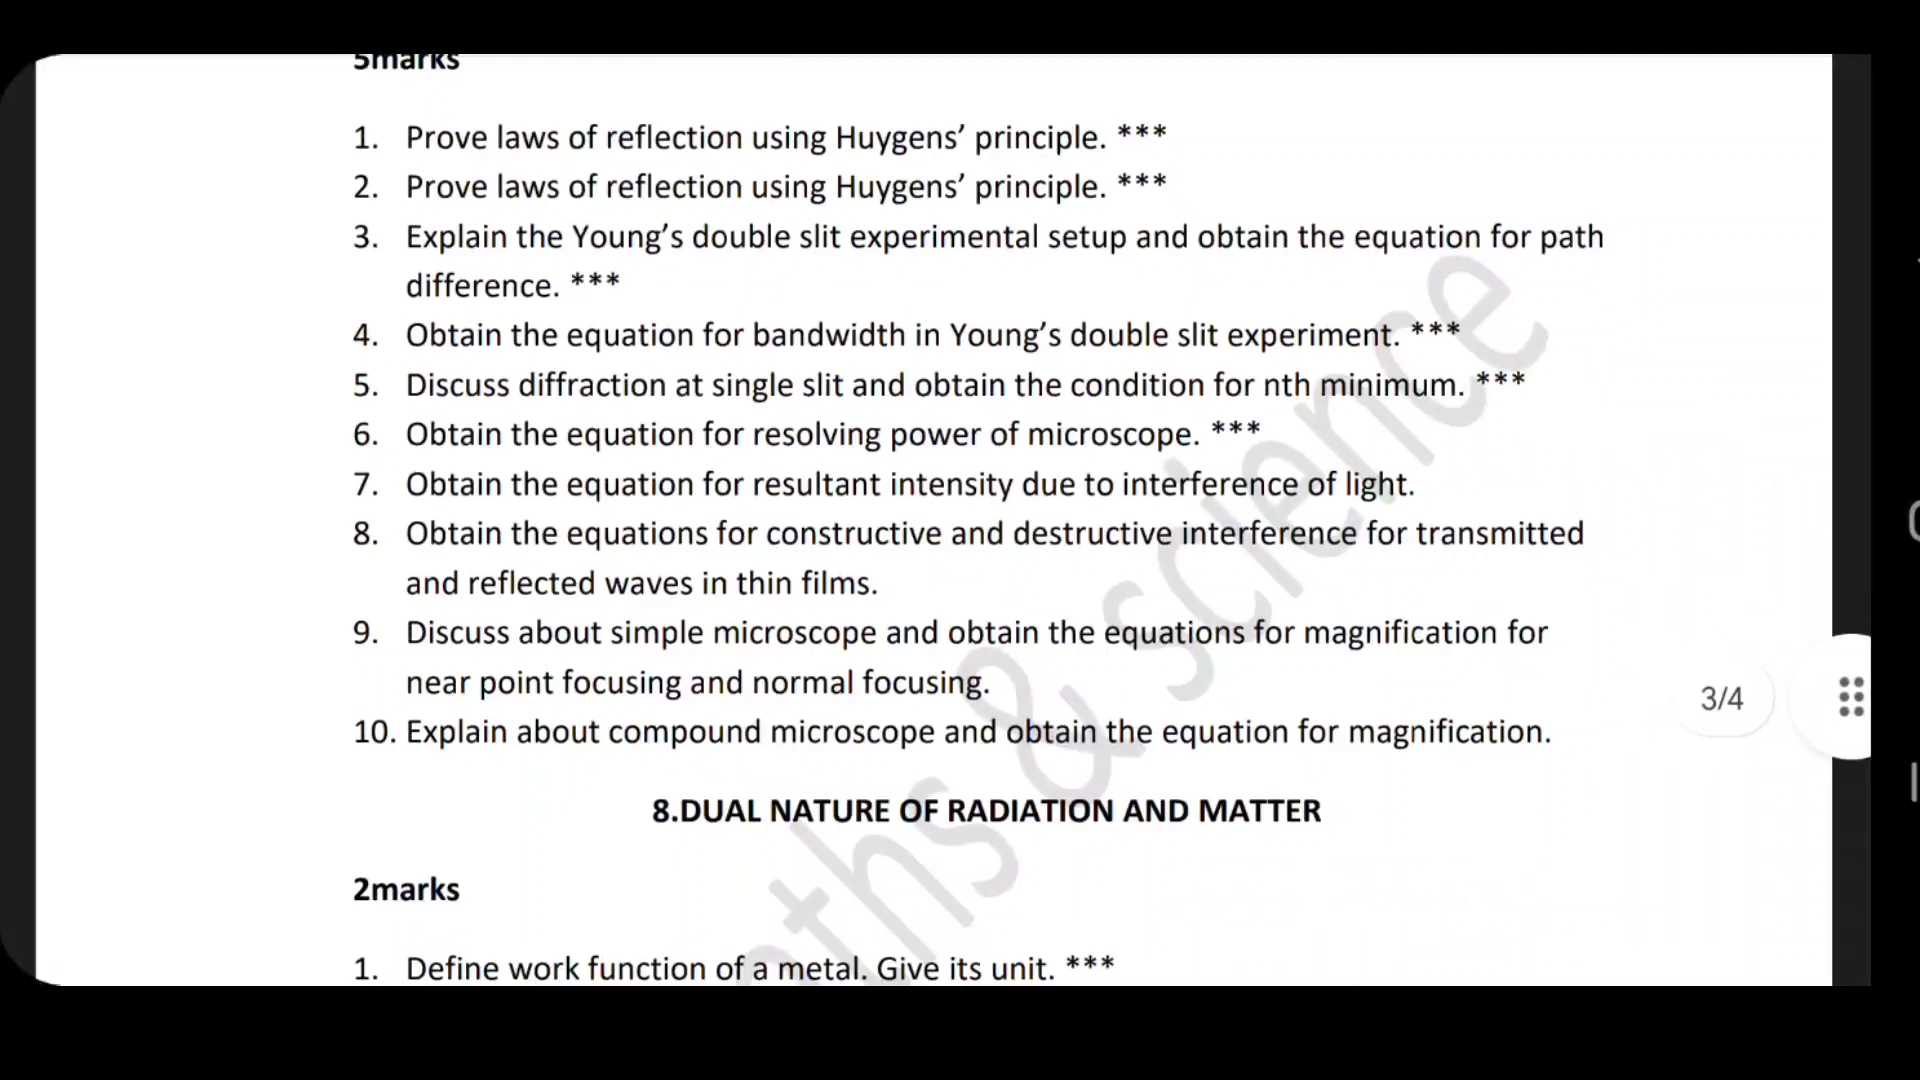 5marks
1. Prove laws of reflection using Huygens’ principle. ***
2. Prove laws of reflection using Huygens’ principle. ***
3. Explain the Young’s double slit experimental setup and obtain the equation for path
difference. ***
4. Obtain the equation for bandwidth in Young’s double slit experiment. ***
5. Discuss diffraction at single slit and obtain the condition for nth minimum. ***
6. Obtain the equation for resolving power of microscope. ***
7. Obtain the equation for resultant intensity due to interference of light.
8. Obtain the equations for constructive and destructive interference for transmitted
and reflected waves in thin films.
9. Discuss about simple microscope and obtain the equations for magnification for
near point focusing and normal focusing.
3/4
10. Explain about compound microscope and obtain the equation for magnification.
8.DUAL NATURE OF RADIATION AND MATTER
2marks
1. Define work function of a metal. Give its unit. ***
ths & science